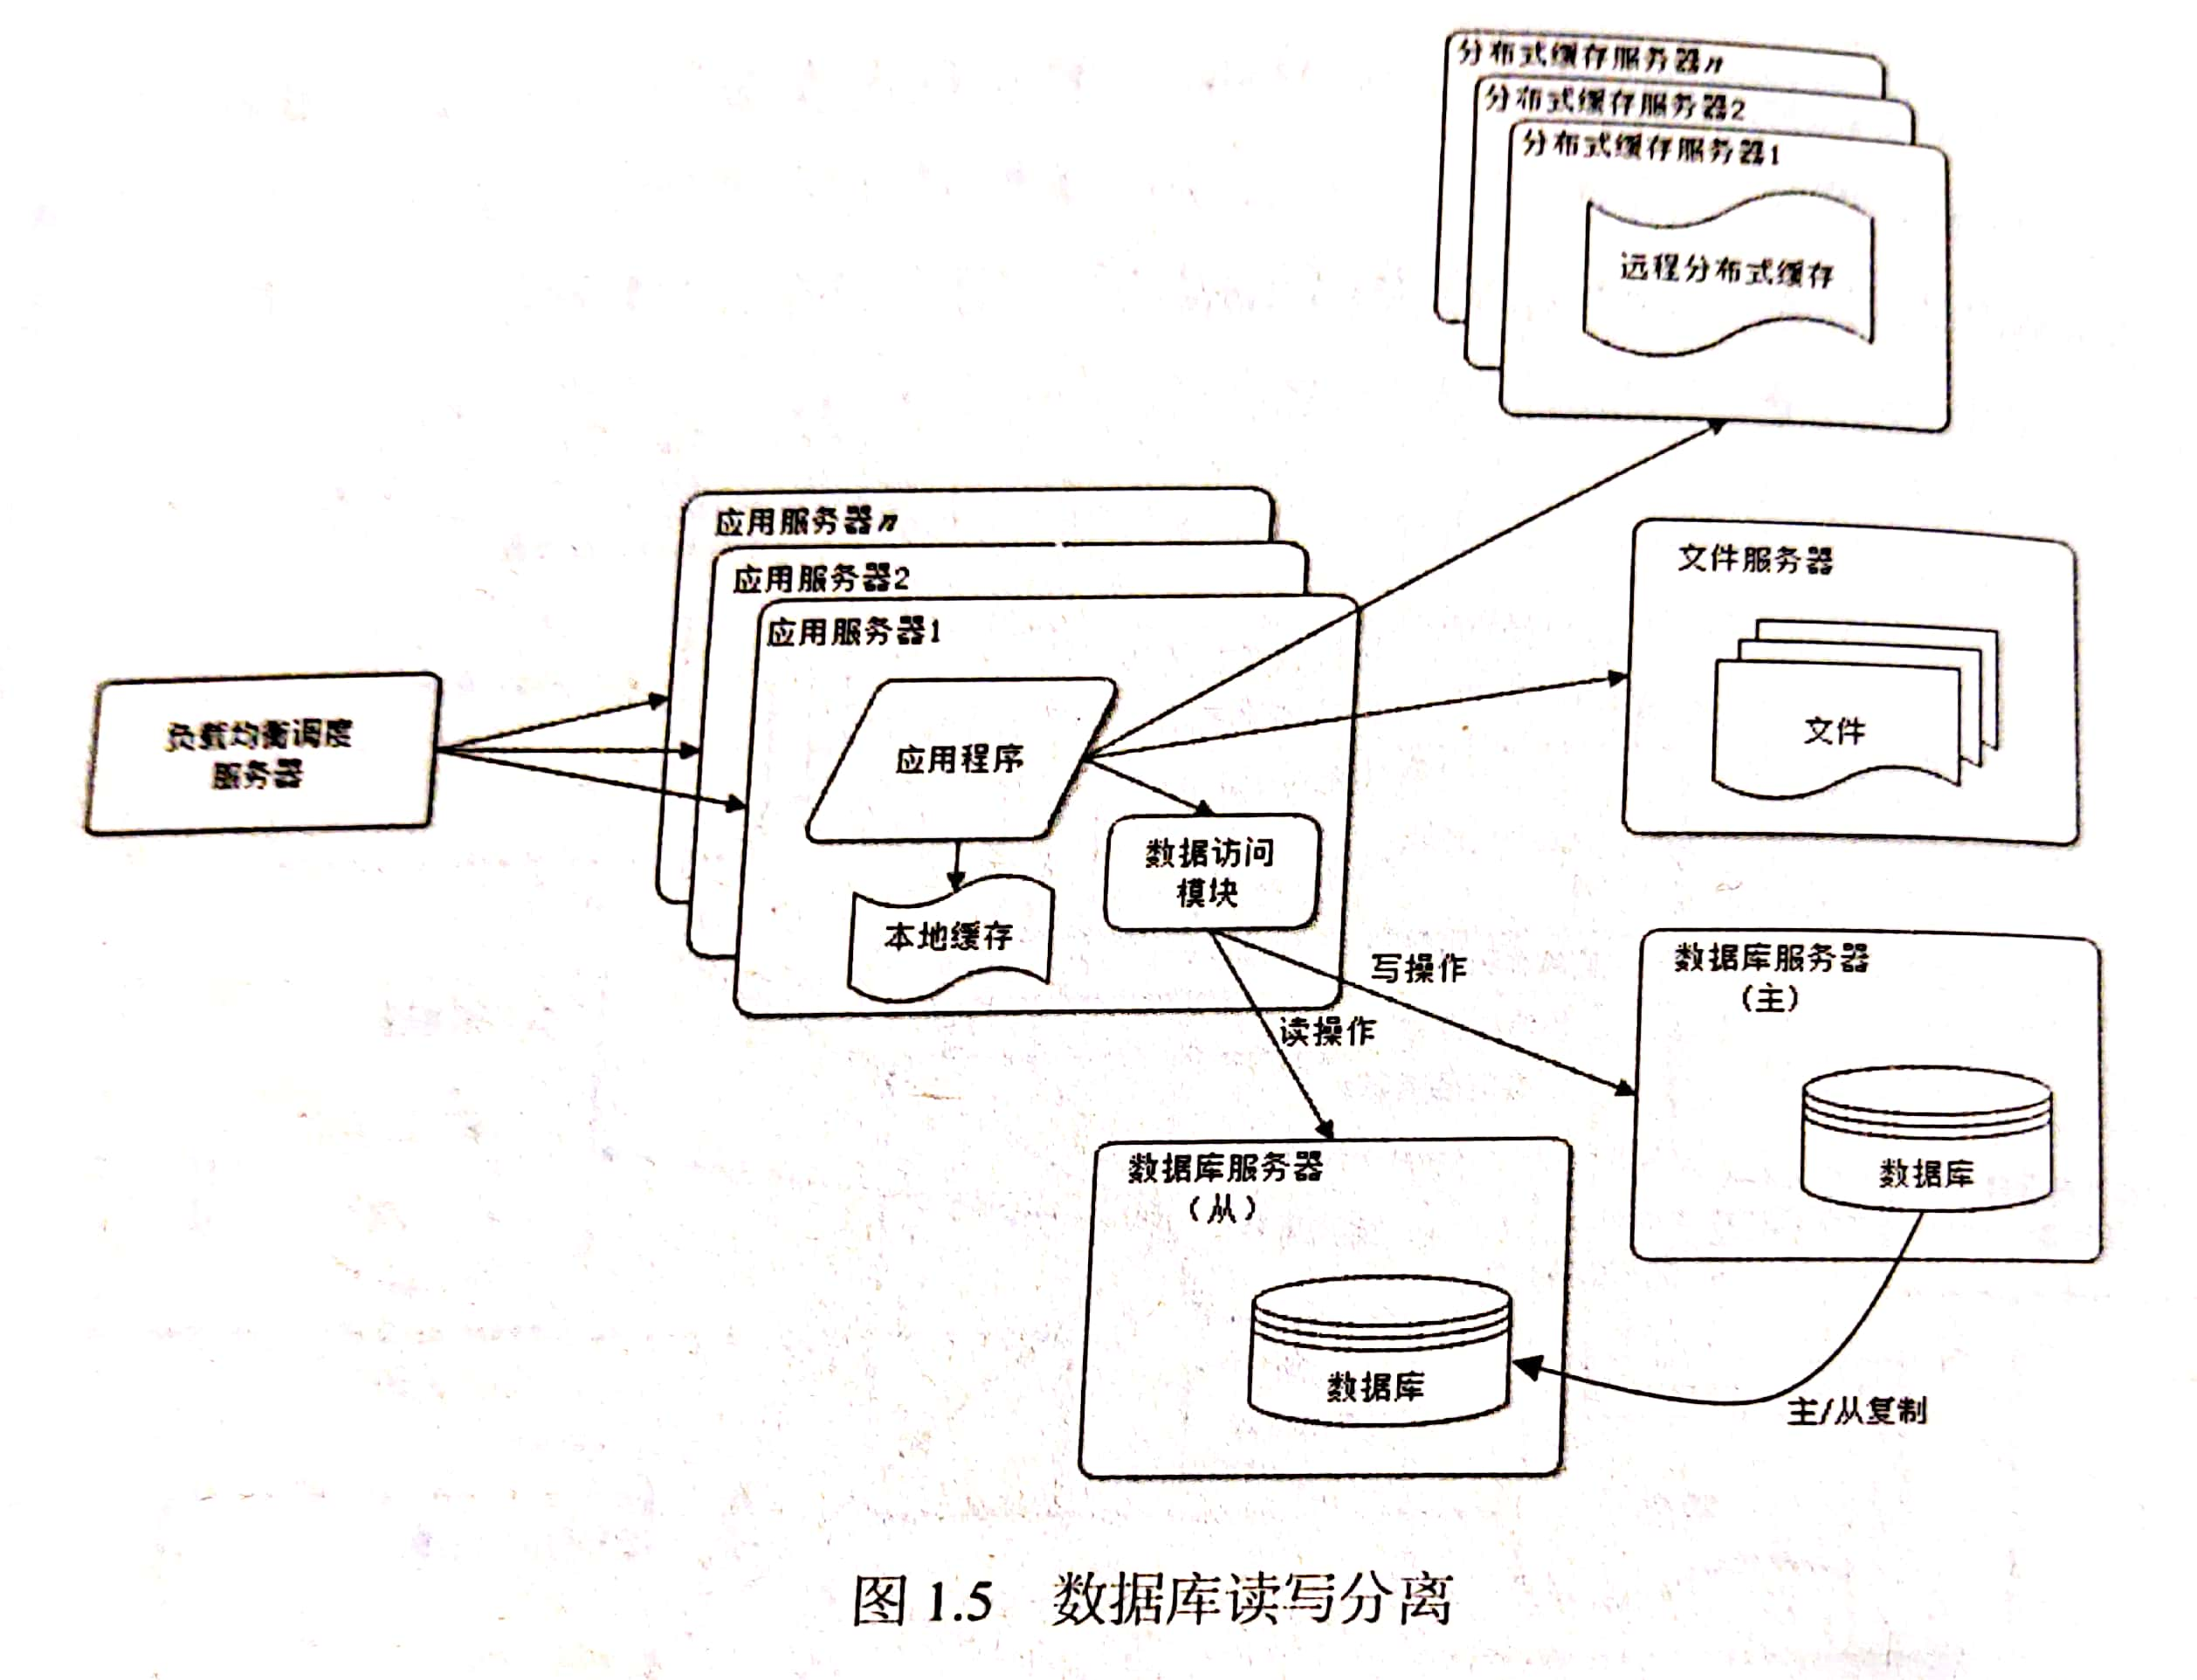 分布式缓存服务器n
分布式缓存服务器2
分布式缓存服务器1
远程分布式缓存
应用服务器n
应用服务器2
应用服务器1
文件服务器
文件
负载均衡调度
服务器
应用程序
数据访问
模块
本地缓存
写操作
读操作
数据库服务器
（主）
数据库
数据库服务器
（从）
数据库
主/从复制
图 1.5 数据库读写分离